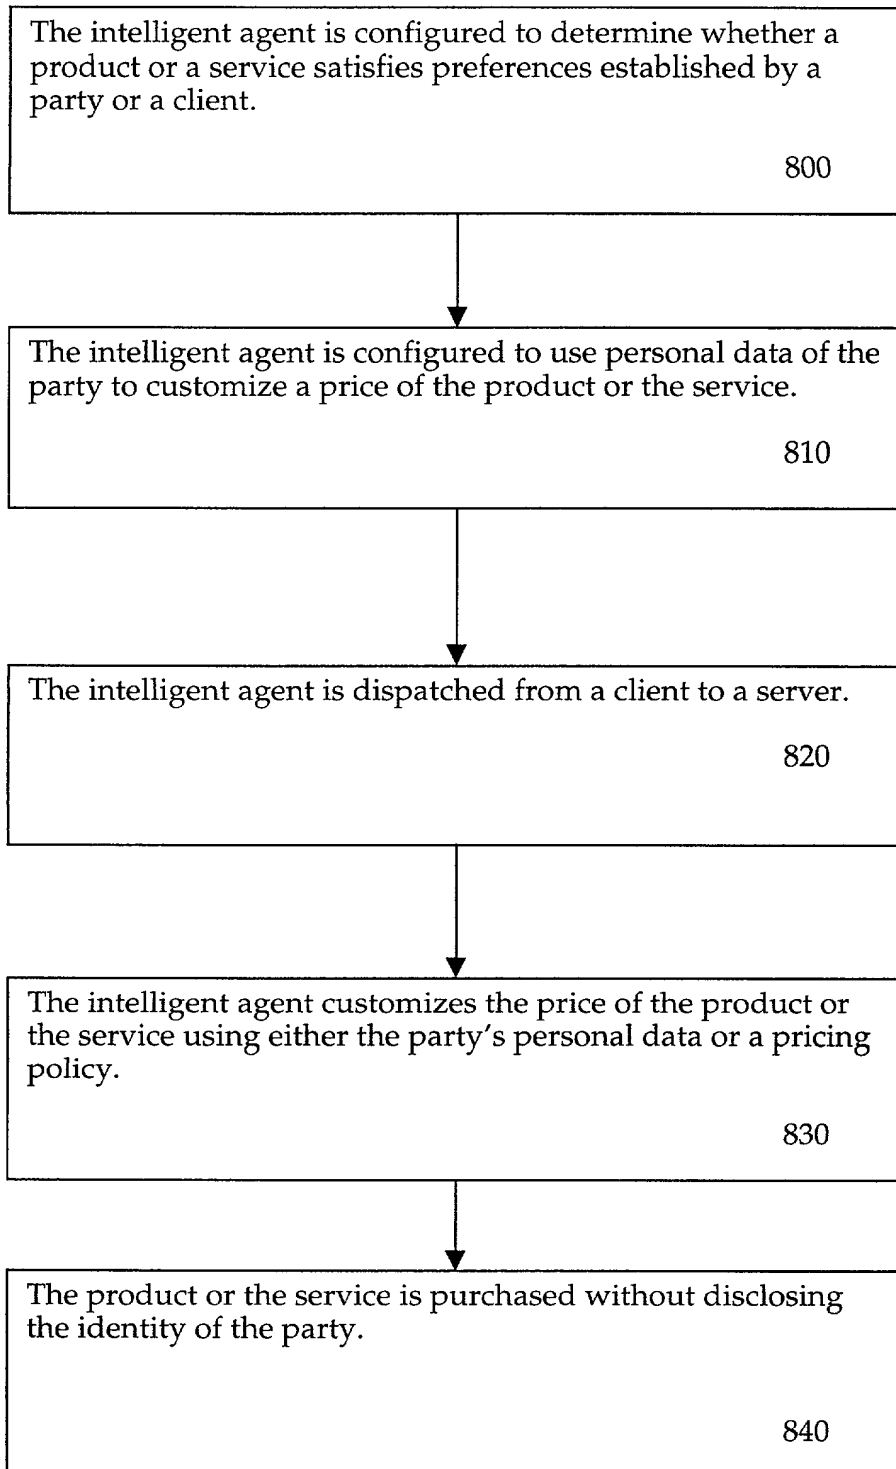 The intelligent agent is configured to determine whether a
product or a service satisfies preferences established by a
party or a client.
800
The intelligent agent is configured to use personal data of the
party to customize a price of the product or the service.
810
The intelligent agent is dispatched from a client to a server.
820
The intelligent agent customizes the price of the product or
the service using either the party's personal data or a pricing
policy.
830
The product or the service is purchased without disclosing
the identity of the party.
840